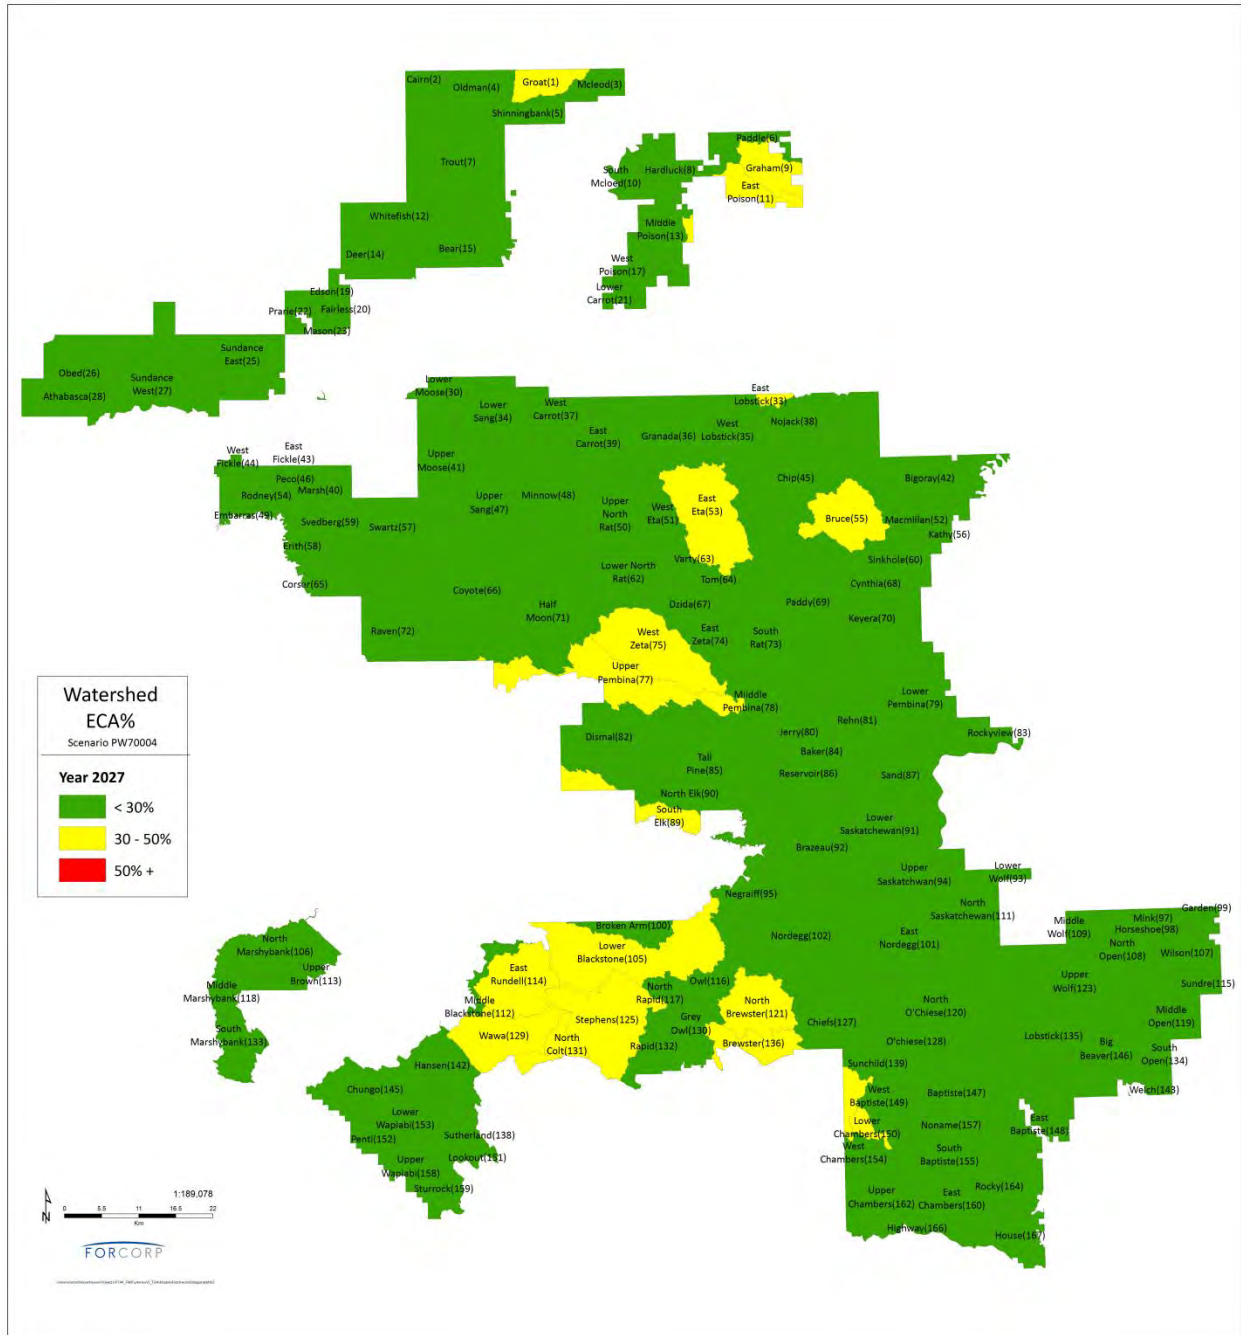 Cairn(2)
Oldman(4)
Groat(1)
Mcleod(3)
Shinningbank(5)
Trout(7)
Paddle(6)
South
Mcloed(10)
Hardluck(8)
Graham(9)
East
Poison(11)
Whitefish(12)
Middle
Poison(13)
Deer(14)
Bear(15)
West
Poison(17)
Lower
Carrot(21)
Edson(19)
Prarie(22)
Fairless(20)
Mason(23)
Sundance
East(25)
Obed(26)
Sundance
West(27)
Athabasca(28)
Lower
Moose(30)
Lower
Sang(34)
West
Carrot(37)
East
Carrot(39)
Granada(36)
West
Lobstick(35)
East
Lobstick(33)
Nojack(38)
West
Fickle(44)
East
Fickle(43)
Upper
Moose(41)
Peco(46)
Marsh(40)
Rodney(54)
Chip(45)
Bigoray(42)
Upper
Sang(47)
Minnow(48)
Upper
North
Rat(50)
West
Eta(51)
East
Eta(53)
Bruce(55)
Macmillan(52)
Kathy(56)
Embarras(49)
Svedberg(59)
Swartz(57)
Erith(58)
Varty(63)
Sinkhole(60)
Lower North
Rat(62)
Tom(64)
Corser(65)
Coyote(66)
Cynthia(68)
Half
Moon(71)
Dzida(67)
Paddy(69)
Keyera(70)
Raven(72)
West
Zeta(75)
East
Zeta(74)
South
Rat(73)
Upper
Pembina(77)
Miiddle
Pembina(78)
Lower
Pembina(79)
Rehn(81)
Dismal(82)
Jerry(80)
Rockyview(83)
Baker(84)
Tall
Pine(85)
Reservoir(86)
Sand(87)
North Elk(90)
South
Elk(89)
Lower
Saskatchewan(91)
Brazeau(92)
Upper
Saskatchwan(94)
Lower
Wolf(93)
Negraiff(95)
North
Saskatchewan(111)
Middle
Wolf(109)
Mink(97)
Garden(99)
Horseshoe(98)
Broken Arm(100)
Nordegg(102)
East
Nordegg(101)
North
Open(108)
Wilson(107)
Lower
Blackstone(105)
North
Marshybank(106)
Upper
Brown(113)
East
Rundell(114)
Owl(116)
North
Rapid(117)
Upper
Wolf(123)
Sundre(115)
Middle
Marshybank(118)
Middle
Blackstone(112)
North
Brewster(121)
North
O'Chiese(120)
Middle
Open(119)
Stephens(125)
Grey
Owl(130)
Chiefs(127)
South
Marshybank(133)
Wawa(129)
North
Colt(131)
Rapid(132)
Brewster(136)
O'chiese(128)
Lobstick(135)
Big
Beaver(146)
South
Open(134)
Hansen(142)
Sunchild(139)
Chungo(145)
West
Baptiste(149)
Baptiste(147)
Welch(143)
Lower
Wapiabi(153)
Lower
Chambers(150)
Noname(157)
East
Baptiste(148)
Penti(152)
Sutherland(138)
West
Chambers(154)
South
Baptiste(155)
Upper
Wapiabi(158)
Lookout(151)
Sturrock(159)
Upper
Chambers(162)
East
Chambers(160)
Rocky(164)
Highway(166)
House(167)
Watershed
ECA%
Scenario PW70004
Year 2027
< 30%
30 - 50%
50% +
N
1:189,078
0 5.5 11 16.5 22
Km
FORCORP